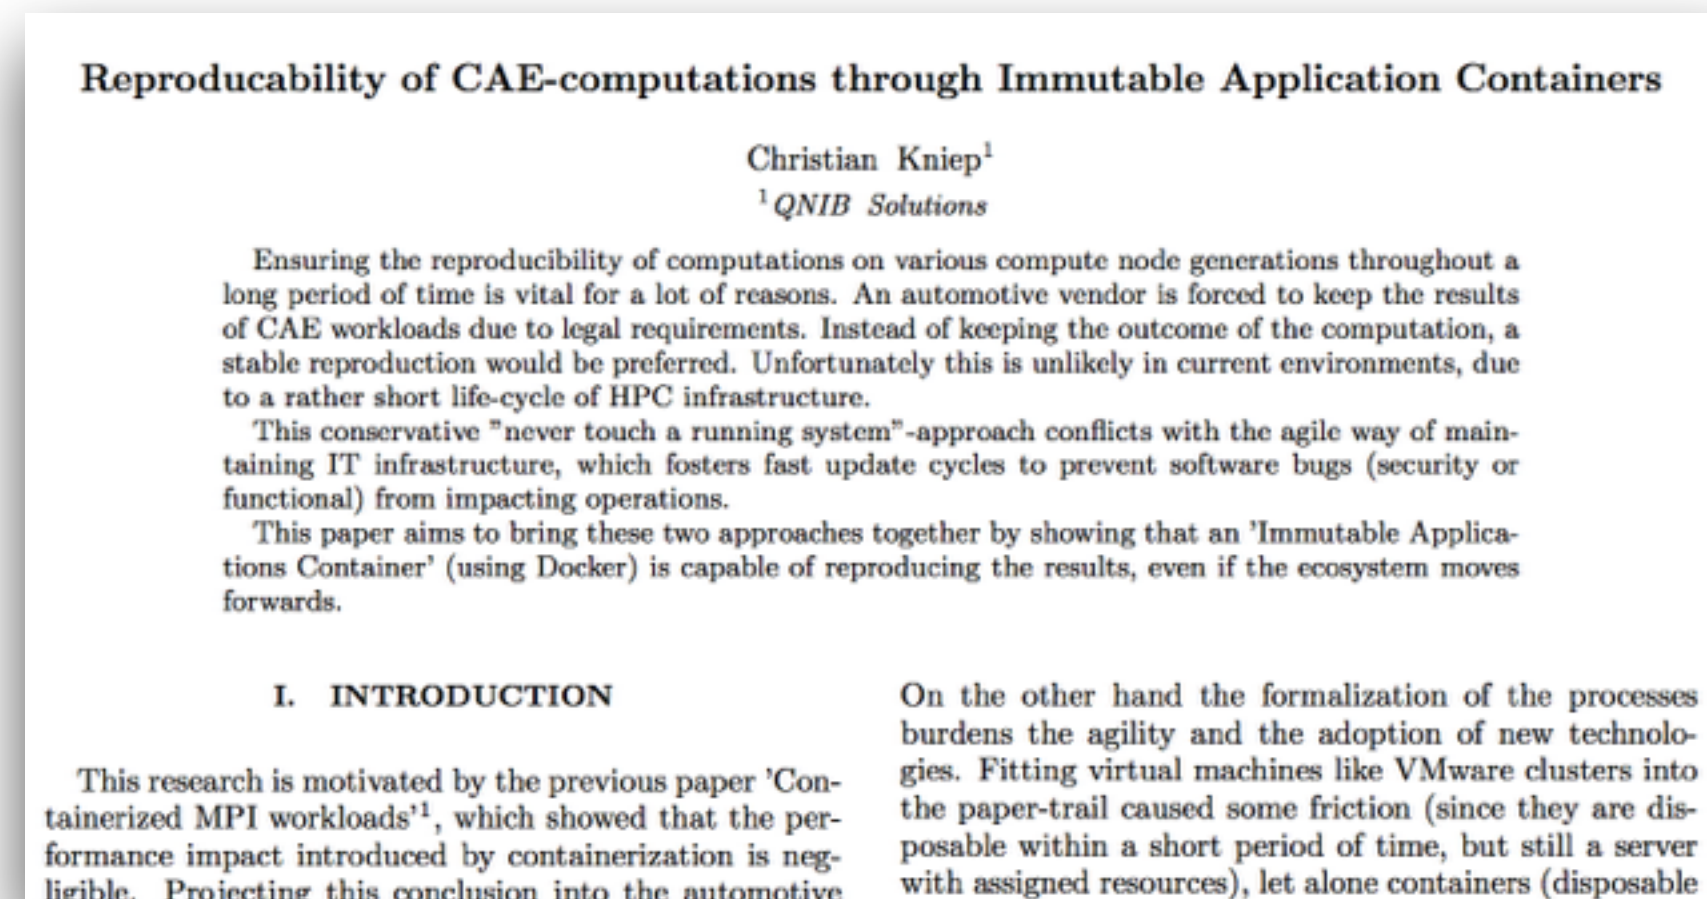 Reproducability of CAE-computations through Immutable Application Containers
Christian Kniep¹
¹ QNIB Solutions
Ensuring the reproducibility of computations on various compute node generations throughout a
long period of time is vital for a lot of reasons. An automotive vendor is forced to keep the results
of CAE workloads due to legal requirements. Instead of keeping the outcome of the computation, a
stable reproduction would be preferred. Unfortunately this is unlikely in current environments, due
to a rather short life-cycle of HPC infrastructure.
This conservative ”never touch a running system”-approach conflicts with the agile way of main-
taining IT infrastructure, which fosters fast update cycles to prevent software bugs (security or
functional) from impacting operations.
This paper aims to bring these two approaches together by showing that an ’Immutable Applica-
tions Container’ (using Docker) is capable of reproducing the results, even if the ecosystem moves
forwards.
I. INTRODUCTION
This research is motivated by the previous paper ’Con-
tainerized MPI workloads’¹, which showed that the per-
formance impact introduced by containerization is neg-
ligible. Projecting this conclusion into the automotive
On the other hand the formalization of the processes
burdens the agility and the adoption of new technolo-
gies. Fitting virtual machines like VMware clusters into
the paper-trail caused some friction (since they are dis-
posable within a short period of time, but still a server
with assigned resources), let alone containers (disposable